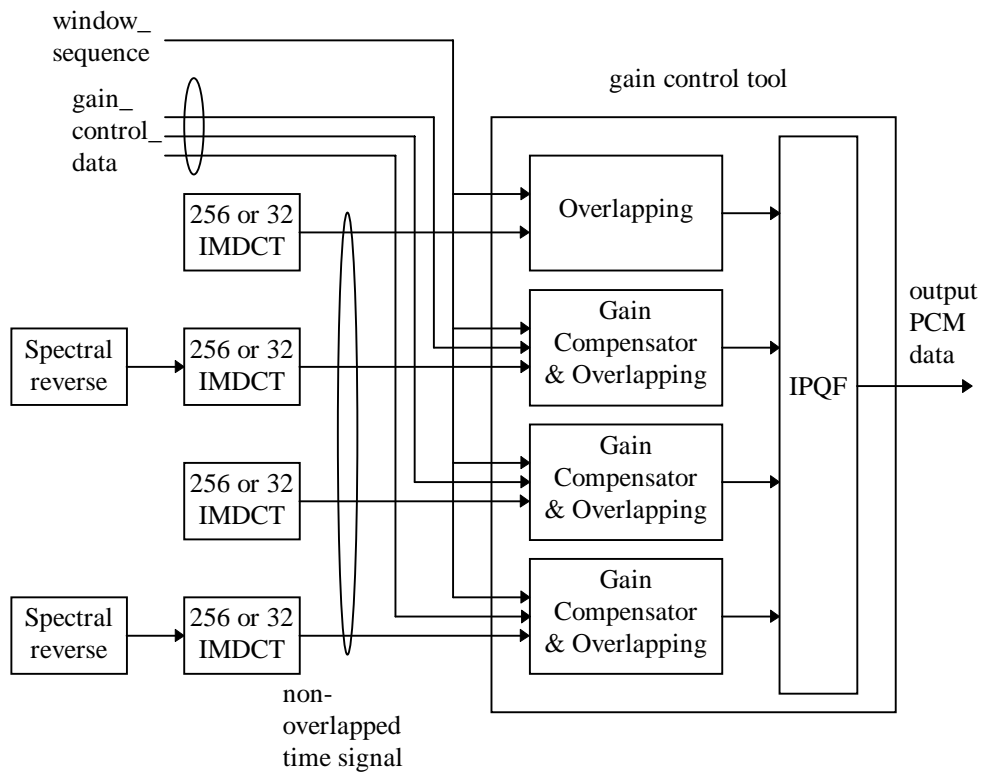 window_
sequence
gain control tool
gain_
control_
data
256 or 32
IMDCT
Overlapping
Spectral
reverse
256 or 32
IMDCT
Gain
Compensator
& Overlapping
IPQF
output
PCM
data
256 or 32
IMDCT
Gain
Compensator
& Overlapping
Spectral
reverse
256 or 32
IMDCT
Gain
Compensator
& Overlapping
non-
overlapped
time signal